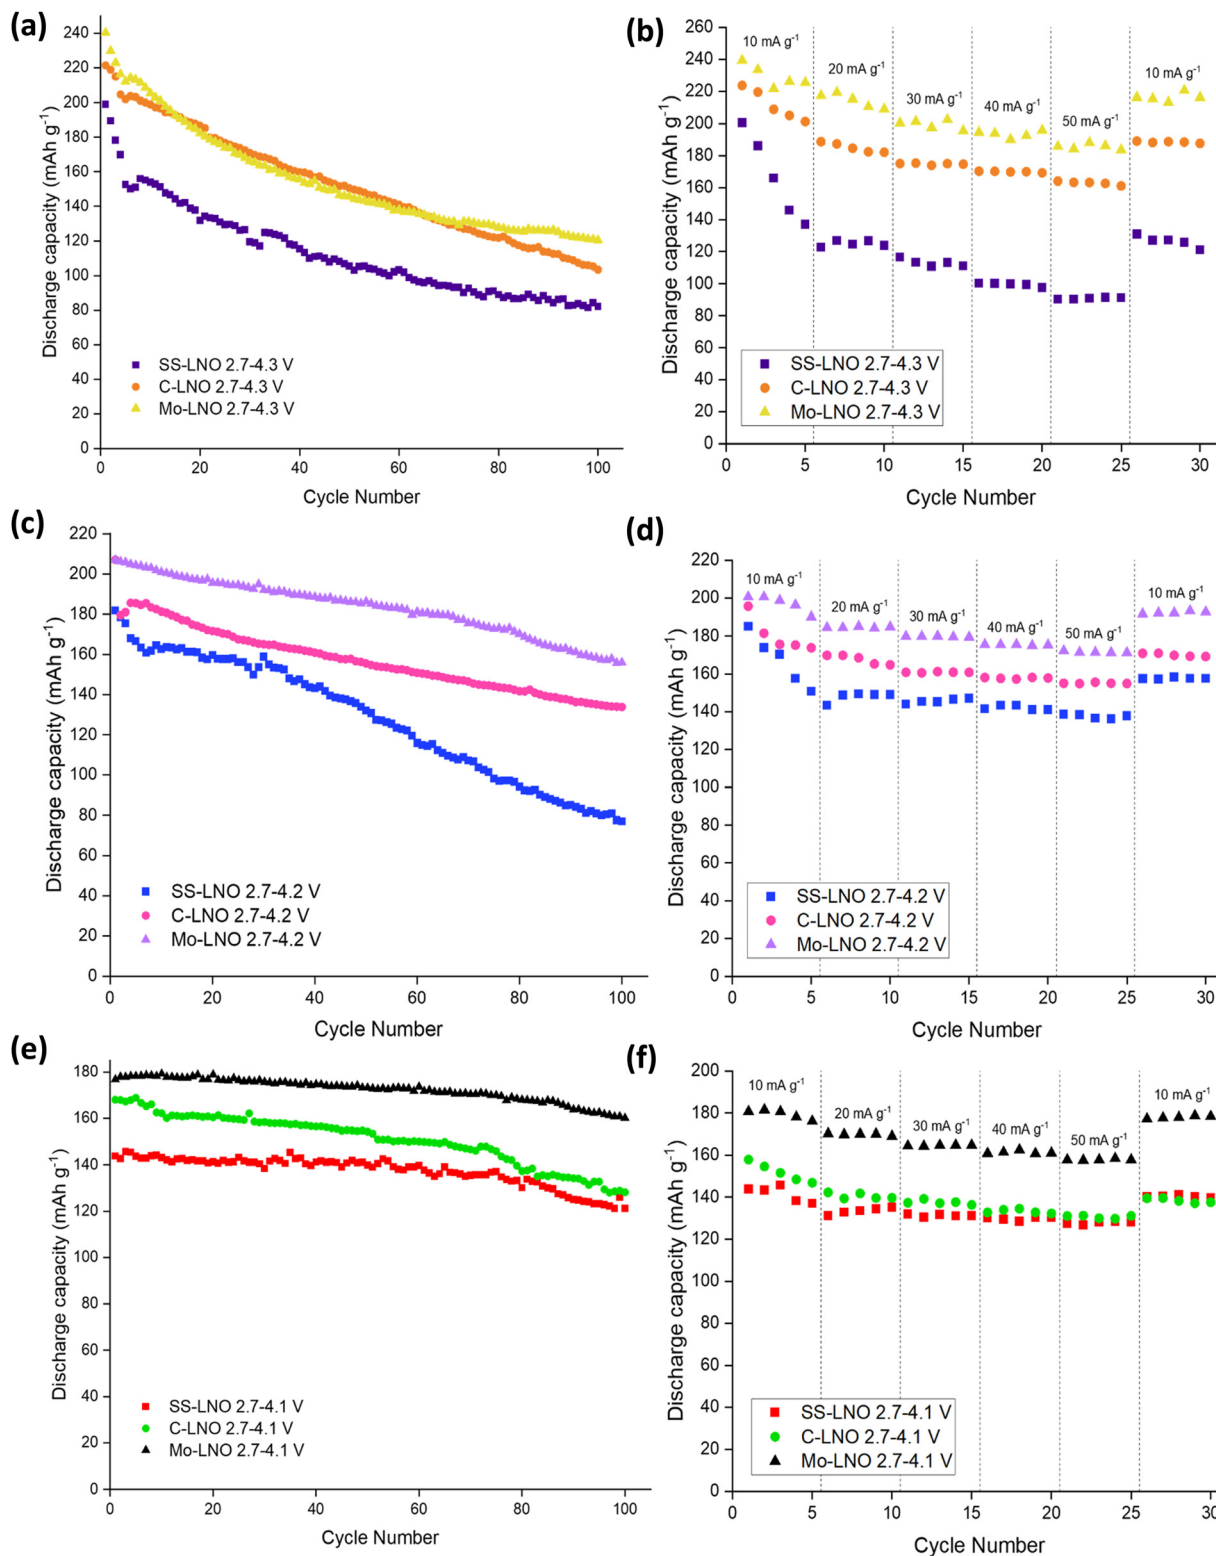 (a)
240
220
200
180
160
140
120
100
80
60
40
20
0
Discharge capacity (mAh g⁻¹)
SS-LNO 2.7-4.3 V
C-LNO 2.7-4.3 V
Mo-LNO 2.7-4.3 V
0 20 40 60 80 100
Cycle Number
(b)
260
240
220
200
180
160
140
120
100
80
60
40
20
0
Discharge capacity (mAh g⁻¹)
10 mA g⁻¹
20 mA g⁻¹
30 mA g⁻¹
40 mA g⁻¹
50 mA g⁻¹
10 mA g⁻¹
SS-LNO 2.7-4.3 V
C-LNO 2.7-4.3 V
Mo-LNO 2.7-4.3 V
0 5 10 15 20 25 30
Cycle Number
(c)
220
200
180
160
140
120
100
80
60
40
20
0
Discharge capacity (mAh g⁻¹)
SS-LNO 2.7-4.2 V
C-LNO 2.7-4.2 V
Mo-LNO 2.7-4.2 V
0 20 40 60 80 100
Cycle Number
(d)
220
200
180
160
140
120
100
80
60
40
20
0
Discharge capacity (mAh g⁻¹)
10 mA g⁻¹
20 mA g⁻¹
30 mA g⁻¹
40 mA g⁻¹
50 mA g⁻¹
10 mA g⁻¹
SS-LNO 2.7-4.2 V
C-LNO 2.7-4.2 V
Mo-LNO 2.7-4.2 V
0 5 10 15 20 25 30
Cycle Number
(e)
180
160
140
120
100
80
60
40
20
0
Discharge capacity (mAh g⁻¹)
SS-LNO 2.7-4.1 V
C-LNO 2.7-4.1 V
Mo-LNO 2.7-4.1 V
0 20 40 60 80 100
Cycle Number
(f)
200
180
160
140
120
100
80
60
40
20
0
Discharge capacity (mAh g⁻¹)
10 mA g⁻¹
20 mA g⁻¹
30 mA g⁻¹
40 mA g⁻¹
50 mA g⁻¹
10 mA g⁻¹
SS-LNO 2.7-4.1 V
C-LNO 2.7-4.1 V
Mo-LNO 2.7-4.1 V
0 5 10 15 20 25 30
Cycle Number